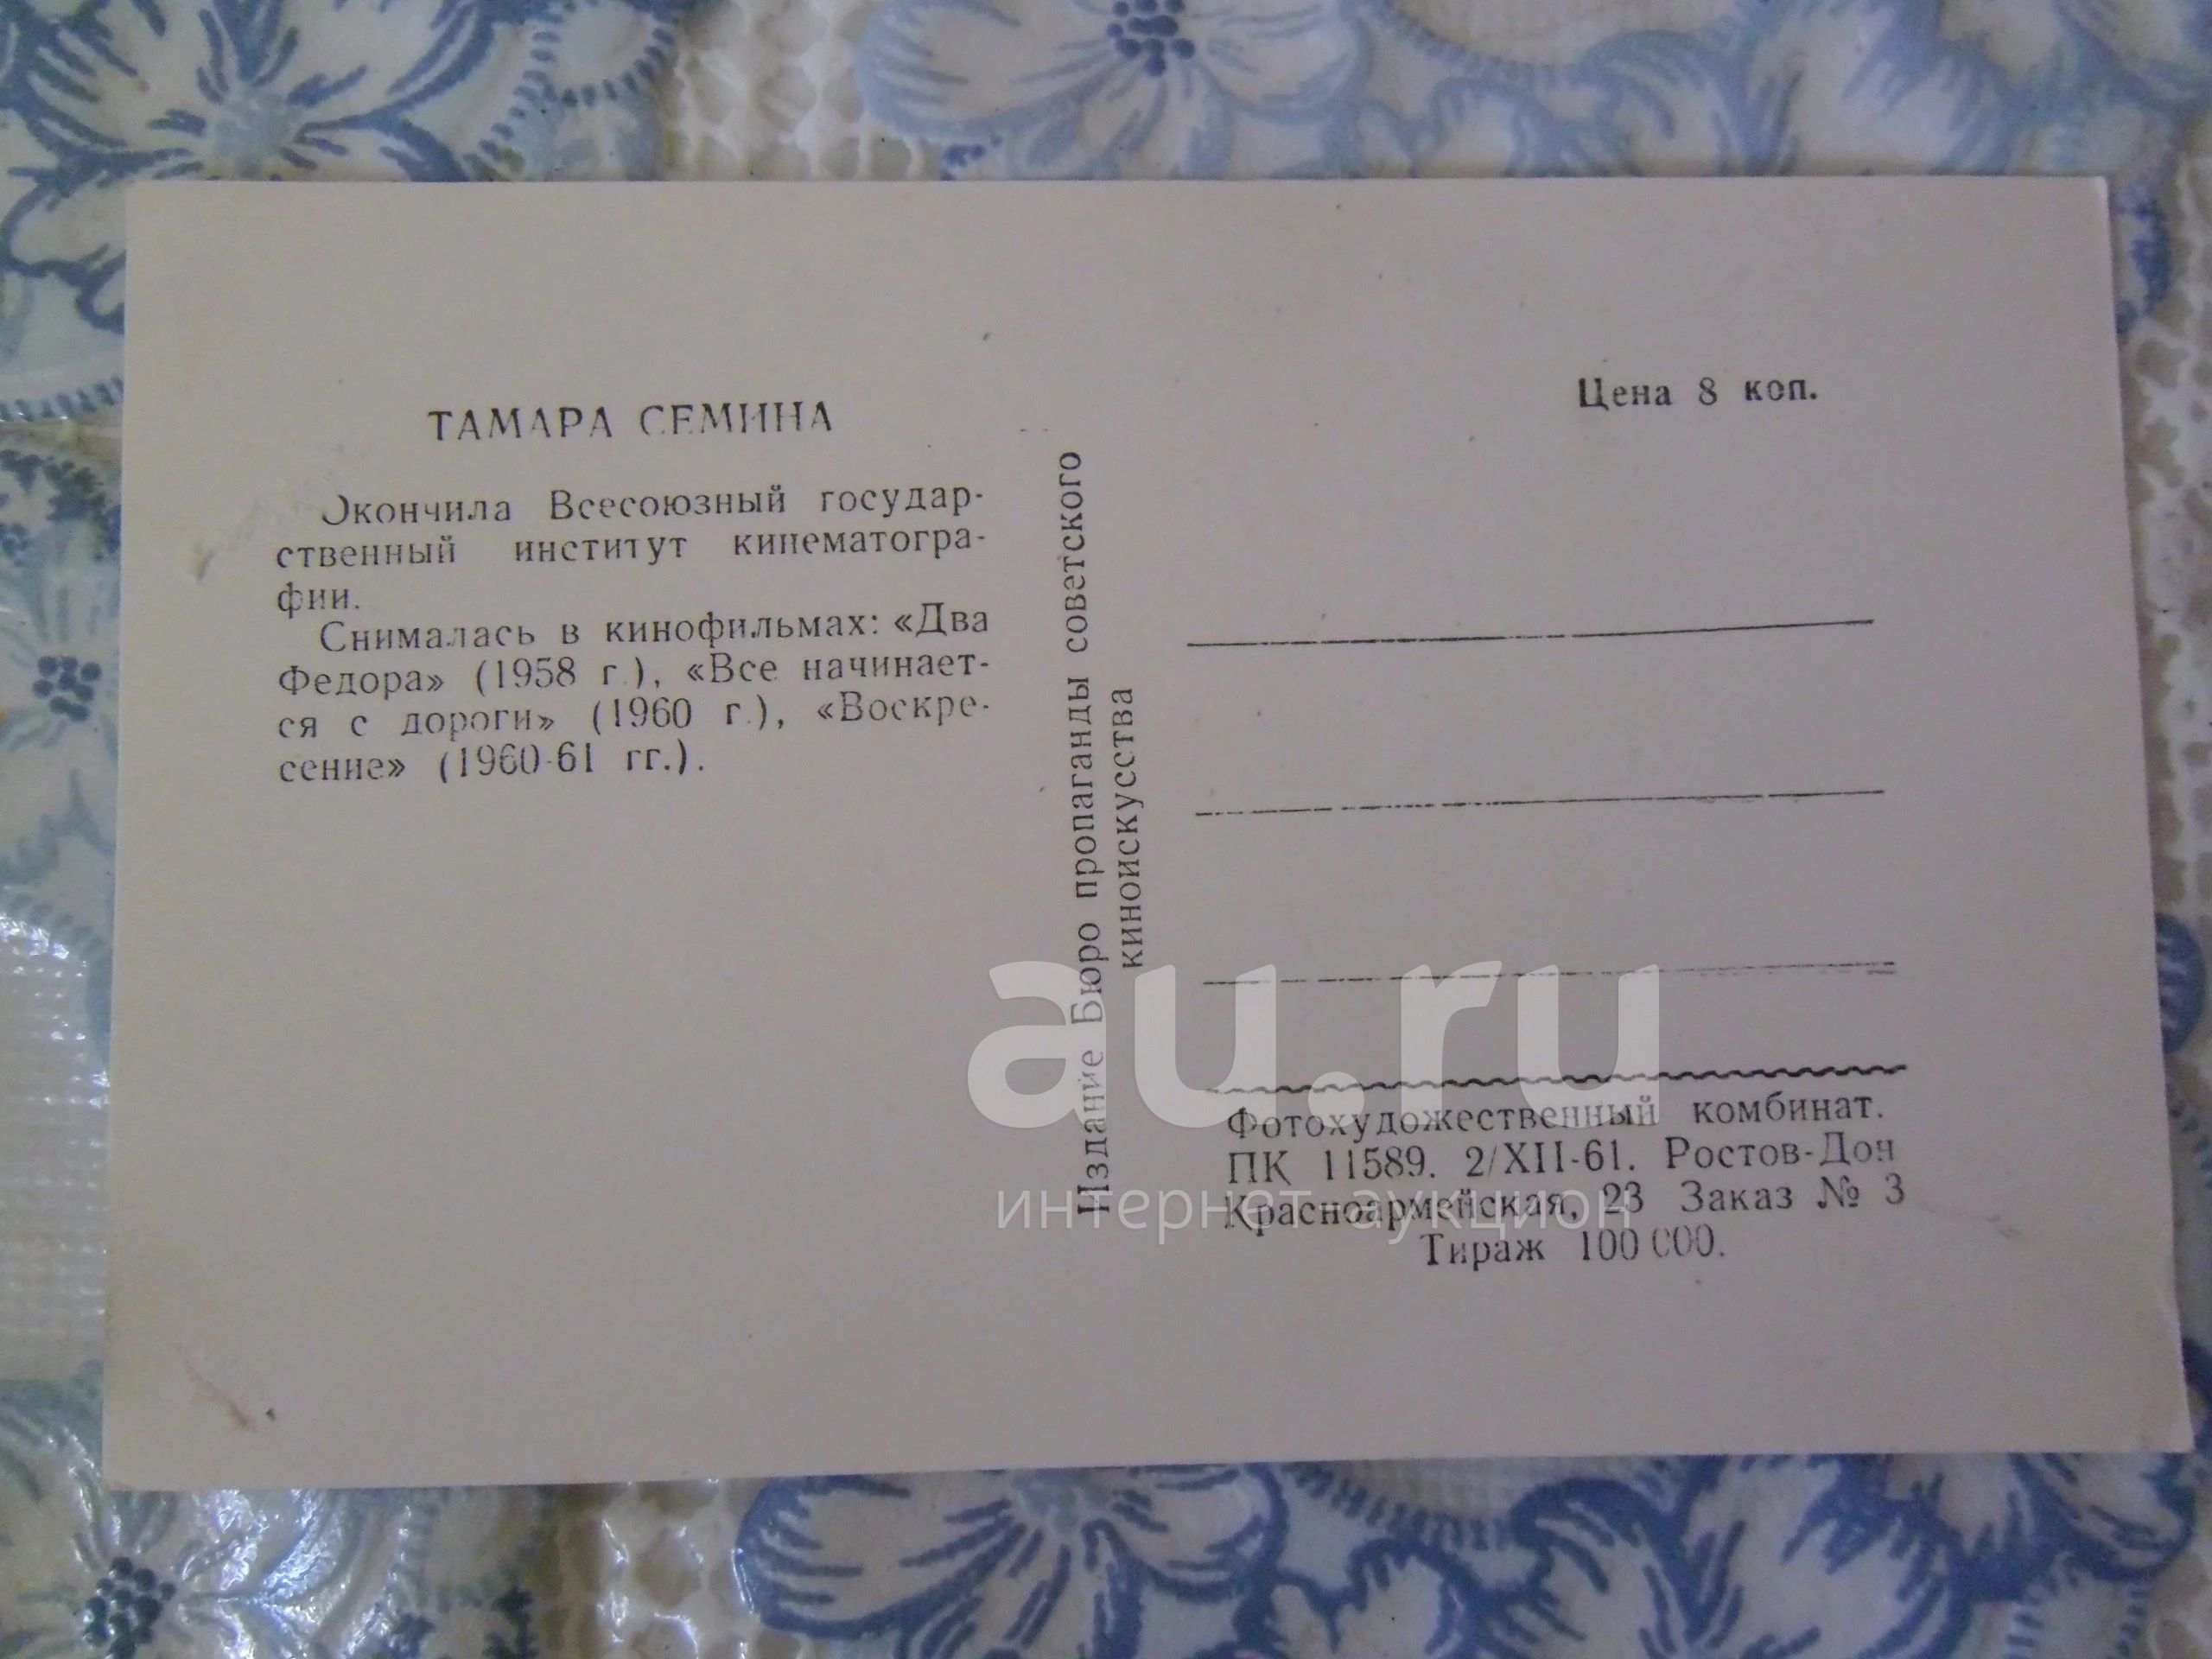 ТАМАРА СЕМИНА
Окончила Всесоюзный государ-
ственный институт кинематогра-
фии.
Снималась в кинофильмах: «Два
Федора» (1958 г.), «Все начинает-
ся с дороги» (1960 г.), «Воскре-
сение» (1960-61 гг.).
Издание Бюро пропаганды советского
киноискусства
Цена 8 коп.
Фотохудожественный комбинат.
ПК 11589. 2/XII-61. Ростов-Дон
Красноармейская, 23 Заказ № 3
Тираж 100 000.
au.ru
интернет аукцион